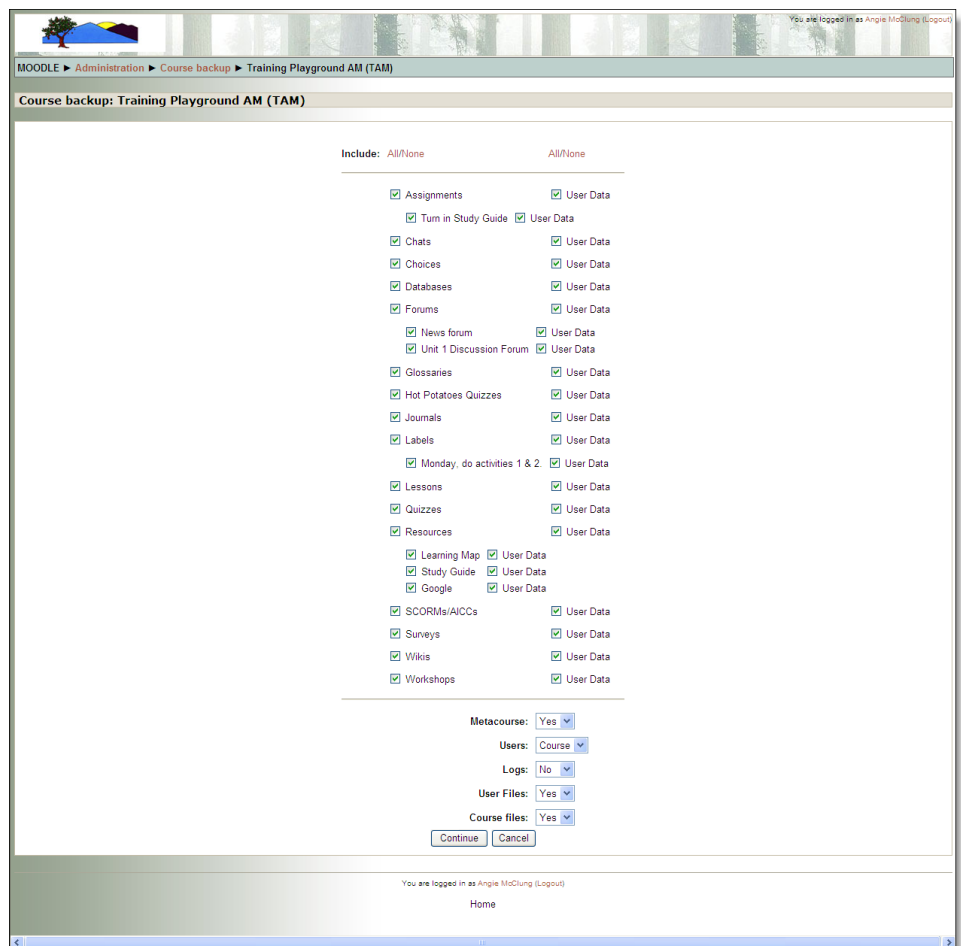 You are logged in as Angie McClung (Logout)
MOODLE ► Administration ► Course backup ► Training Playground AM (TAM)
Course backup: Training Playground AM (TAM)
Include: All/None All/None
Assignments User Data
Turn in Study Guide User Data
Chats User Data
Choices User Data
Databases User Data
Forums User Data
News forum User Data
Unit 1 Discussion Forum User Data
Glossaries User Data
Hot Potatoes Quizzes User Data
Journals User Data
Labels User Data
Monday, do activities 1 & 2. User Data
Lessons User Data
Quizzes User Data
Resources User Data
Learning Map User Data
Study Guide User Data
Google User Data
SCORMs/AICCs User Data
Surveys User Data
Wikis User Data
Workshops User Data
Metacourse: Yes
Users: Course
Logs: No
User Files: Yes
Course files: Yes
Continue Cancel
You are logged in as Angie McClung (Logout)
Home